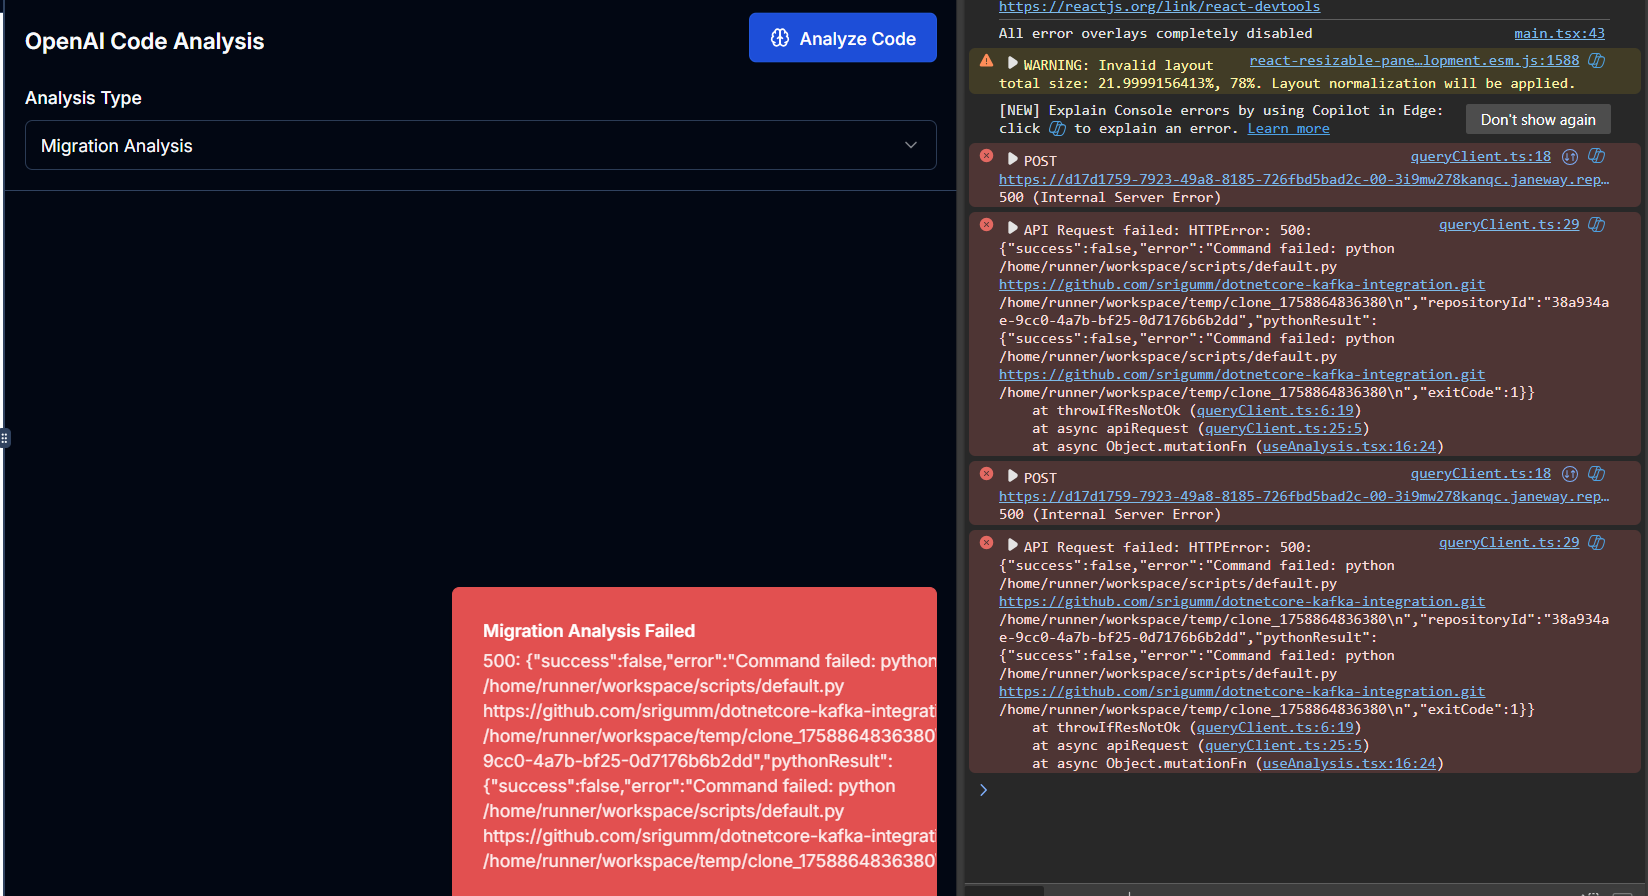 OpenAI Code Analysis
Analyze Code
Analysis Type
Migration Analysis
Migration Analysis Failed
500: {"success":false,"error":"Command failed: python
/home/runner/workspace/scripts/default.py
https://github.com/srigumm/dotnetcore-kafka-integrati
/home/runner/workspace/temp/clone_1758864836380
9cc0-4a7b-bf25-0d7176b6b2dd","pythonResult":
{"success":false,"error":"Command failed: python
/home/runner/workspace/scripts/default.py
https://github.com/srigumm/dotnetcore-kafka-integrati
/home/runner/workspace/temp/clone_1758864836380
https://reactjs.org/link/react-devtools
All error overlays completely disabled main.tsx:43
WARNING: Invalid layout react-resizable-pane…lopment.esm.js:1588
total size: 21.9999156413%, 78%. Layout normalization will be applied.
[NEW] Explain Console errors by using Copilot in Edge:
click to explain an error. Learn more
Don't show again
POST queryClient.ts:18
https://d17d1759-7923-49a8-8185-726fbd5bad2c-00-3i9mw278kanqc.janeway.rep…
500 (Internal Server Error)
API Request failed: HTTPError: 500: queryClient.ts:29
{"success":false,"error":"Command failed: python
/home/runner/workspace/scripts/default.py
https://github.com/srigumm/dotnetcore-kafka-integration.git
/home/runner/workspace/temp/clone_1758864836380\n","repositoryId":"38a934a
e-9cc0-4a7b-bf25-0d7176b6b2dd","pythonResult":
{"success":false,"error":"Command failed: python
/home/runner/workspace/scripts/default.py
https://github.com/srigumm/dotnetcore-kafka-integration.git
/home/runner/workspace/temp/clone_1758864836380\n","exitCode":1}}
at throwIfResNotOk (queryClient.ts:6:19)
at async apiRequest (queryClient.ts:25:5)
at async Object.mutationFn (useAnalysis.tsx:16:24)
POST queryClient.ts:18
https://d17d1759-7923-49a8-8185-726fbd5bad2c-00-3i9mw278kanqc.janeway.rep…
500 (Internal Server Error)
API Request failed: HTTPError: 500: queryClient.ts:29
{"success":false,"error":"Command failed: python
/home/runner/workspace/scripts/default.py
https://github.com/srigumm/dotnetcore-kafka-integration.git
/home/runner/workspace/temp/clone_1758864836380\n","repositoryId":"38a934a
e-9cc0-4a7b-bf25-0d7176b6b2dd","pythonResult":
{"success":false,"error":"Command failed: python
/home/runner/workspace/scripts/default.py
https://github.com/srigumm/dotnetcore-kafka-integration.git
/home/runner/workspace/temp/clone_1758864836380\n","exitCode":1}}
at throwIfResNotOk (queryClient.ts:6:19)
at async apiRequest (queryClient.ts:25:5)
at async Object.mutationFn (useAnalysis.tsx:16:24)